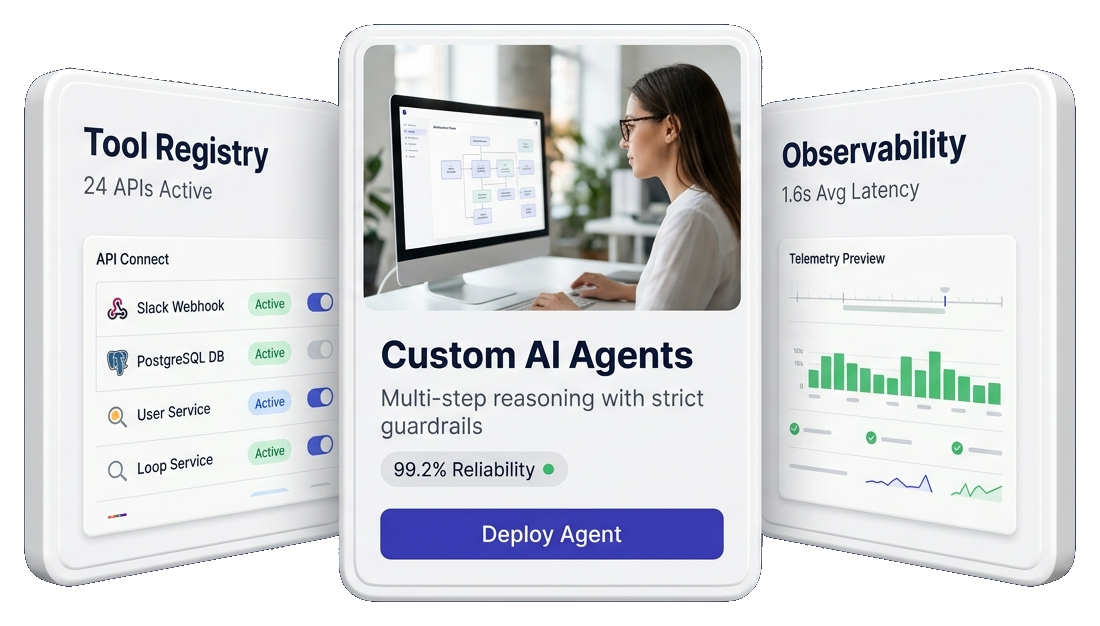 Tool Registry
24 APIs Active
API Connect
Slack Webhook Active
PostgreSQL DB Active
User Service Active
Loop Service Active
Custom AI Agents
Multi-step reasoning with strict
guardrails
99.2% Reliability
Deploy Agent
Observability
1.6s Avg Latency
Telemetry Preview
0